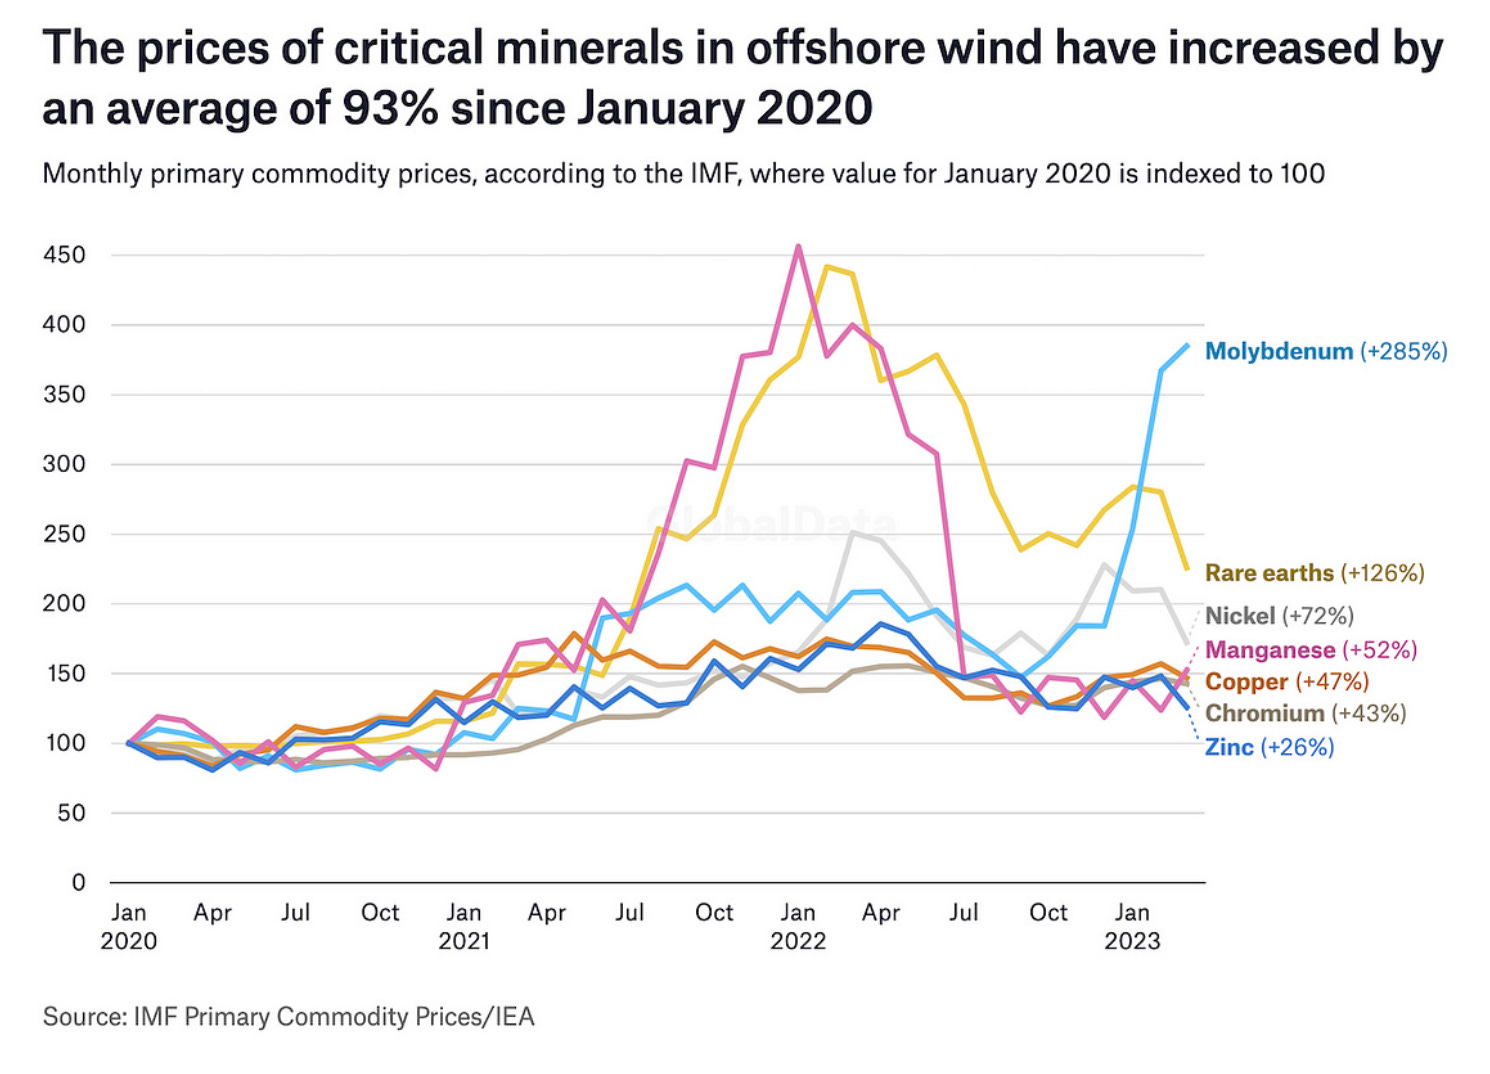 The prices of critical minerals in offshore wind have increased by
an average of 93% since January 2020
Monthly primary commodity prices, according to the IMF, where value for January 2020 is indexed to 100
450
400
350
300
250
200
150
100
50
0
GlobalData
Molybdenum (+285%)
Rare earths (+126%)
Nickel (+72%)
Manganese (+52%)
Copper (+47%)
Chromium (+43%)
Zinc (+26%)
Jan Apr Jul Oct Jan Apr Jul Oct Jan Apr Jul Oct Jan
2020 2021 2022 2023
Source: IMF Primary Commodity Prices/IEA